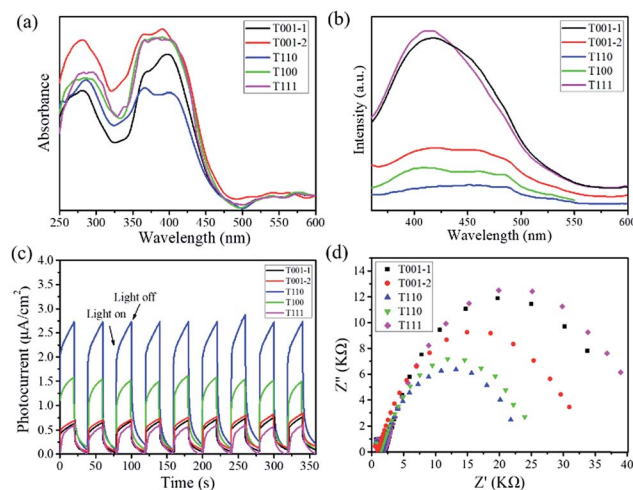 (a)
T001-1
T001-2
T110
T100
T111
Absorbance
250 300 350 400 450 500 550 600
Wavelength (nm)
(b)
T001-1
T001-2
T110
T100
T111
Intensity (a.u.)
400 500 600
Wavelength (nm)
(c)
4.0
3.5
3.0
2.5
2.0
1.5
1.0
0.5
0.0
Light off
Light on
T001-1
T001-2
T110
T100
T111
Photocurrent (μA/cm²)
0 50 100 150 200 250 300 350
Time (s)
(d)
T001-1
T001-2
T110
T110
T111
14
12
10
8
6
4
2
0
Z'' (KΩ)
0 5 10 15 20 25 30 35 40
Z' (KΩ)